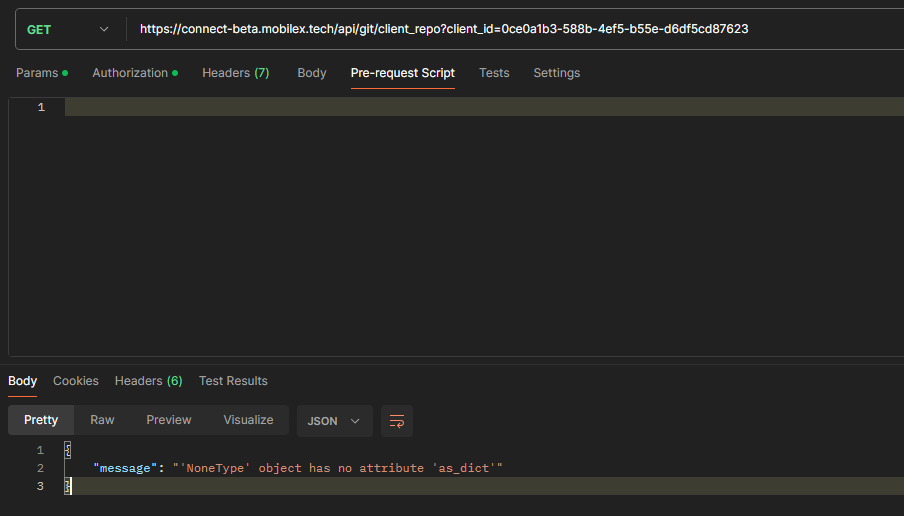 GET https://connect-beta.mobilex.tech/api/git/client_repo?client_id=0ce0a1b3-588b-4ef5-b55e-d6df5cd87623
Params Authorization Headers (7) Body Pre-request Script Tests Settings
1
Body Cookies Headers (6) Test Results
Pretty Raw Preview Visualize JSON
1 {
2 "message": "'NoneType' object has no attribute 'as_dict'"
3 }